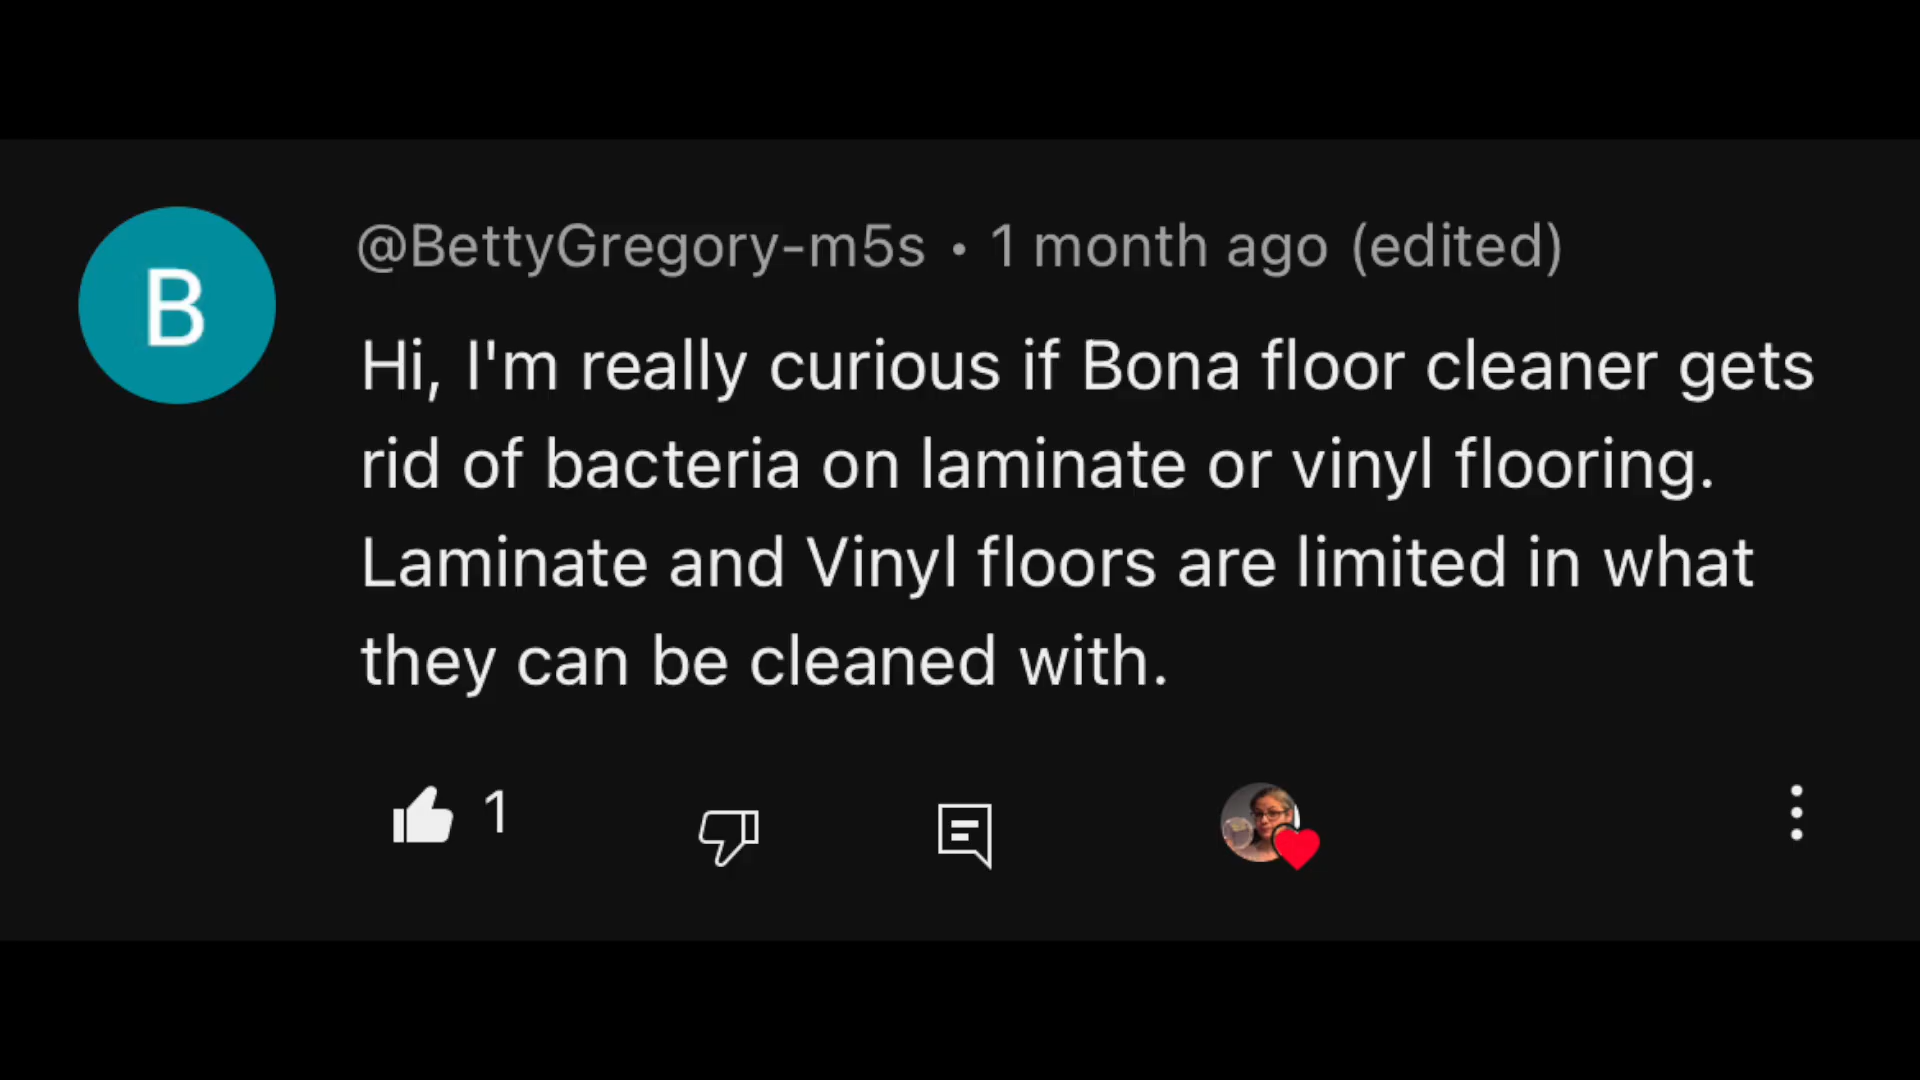 B
@BettyGregory-m5s • 1 month ago (edited)
Hi, I'm really curious if Bona floor cleaner gets
rid of bacteria on laminate or vinyl flooring.
Laminate and Vinyl floors are limited in what
they can be cleaned with.
1